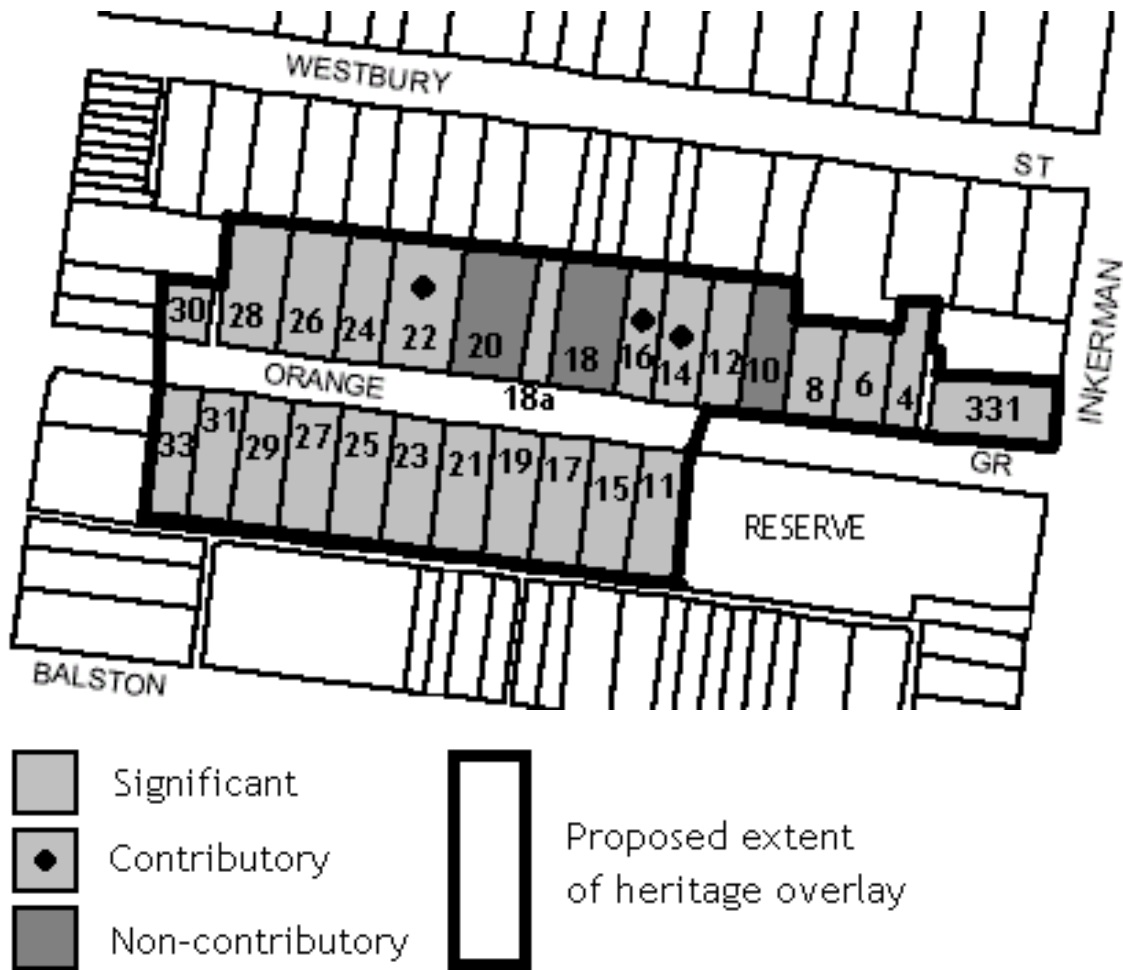 WESTBURY
ST
INKERMAN
30 28 26 24 22 20 18 16 14 12 10 8 6 4 331
ORANGE
18a
GR
33 31 29 27 25 23 21 19 17 15 11
RESERVE
BALSTON
Significant
Contributory
Non-contributory
Proposed extent
of heritage overlay